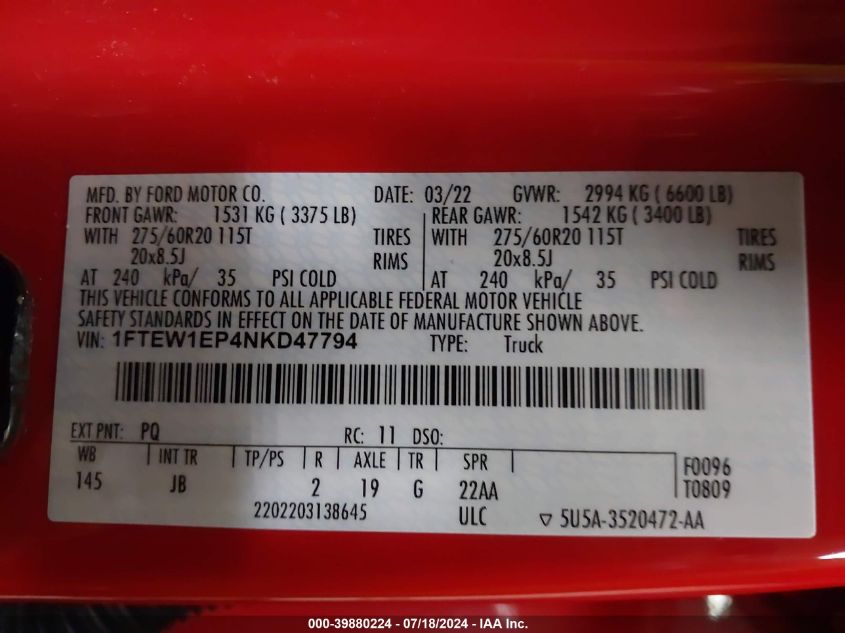 MFD. BY FORD MOTOR CO. DATE: 03/22 GVWR: 2994 KG ( 6600 LB)
FRONT GAWR: 1531 KG ( 3375 LB) REAR GAWR: 1542 KG ( 3400 LB)
WITH 275/60R20 115T TIRES WITH 275/60R20 115T TIRES
20x8.5J RIMS 20x8.5J RIMS
AT 240 kPa/ 35 PSI COLD AT 240 kPa/ 35 PSI COLD
THIS VEHICLE CONFORMS TO ALL APPLICABLE FEDERAL MOTOR VEHICLE
SAFETY STANDARDS IN EFFECT ON THE DATE OF MANUFACTURE SHOWN ABOVE.
VIN: 1FTEW1EP4NKD47794 TYPE: Truck
EXT PNT: PQ RC: 11 DSO:
WB INT TR TP/PS R AXLE TR SPR F0096
145 JB 2 19 G 22AA T0809
2202203138645 ULC ▽ 5U5A-3520472-AA
000-39880224 - 07/18/2024 - IAA Inc.